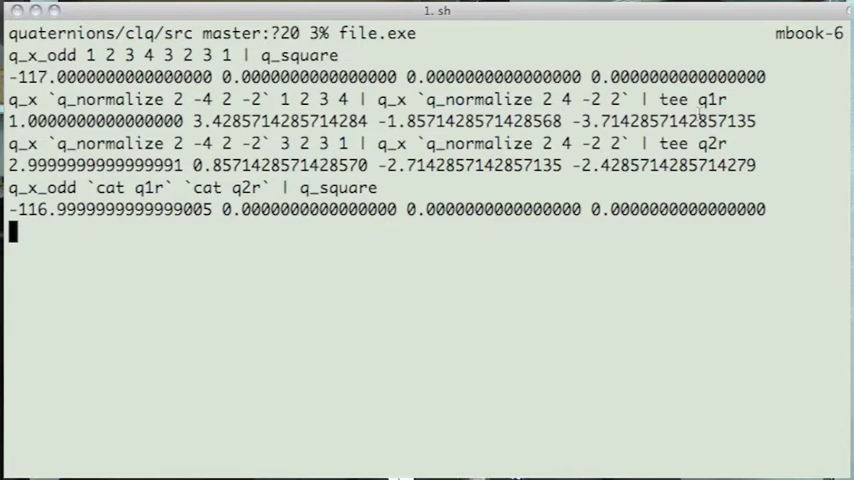 1. sh
quaternions/clq/src master:?20 3% file.exe mbook-6
q_x_odd 1 2 3 4 3 2 3 1 | q_square
-117.0000000000000000 0.0000000000000000 0.0000000000000000 0.0000000000000000
q_x `q_normalize 2 -4 2 -2` 1 2 3 4 | q_x `q_normalize 2 4 -2 2` | tee q1r
1.0000000000000000 3.4285714285714284 -1.8571428571428568 -3.7142857142857135
q_x `q_normalize 2 -4 2 -2` 3 2 3 1 | q_x `q_normalize 2 4 -2 2` | tee q2r
2.9999999999999991 0.8571428571428570 -2.7142857142857135 -2.4285714285714279
q_x_odd `cat q1r` `cat q2r` | q_square
-116.9999999999999005 0.0000000000000000 0.0000000000000000 0.0000000000000000